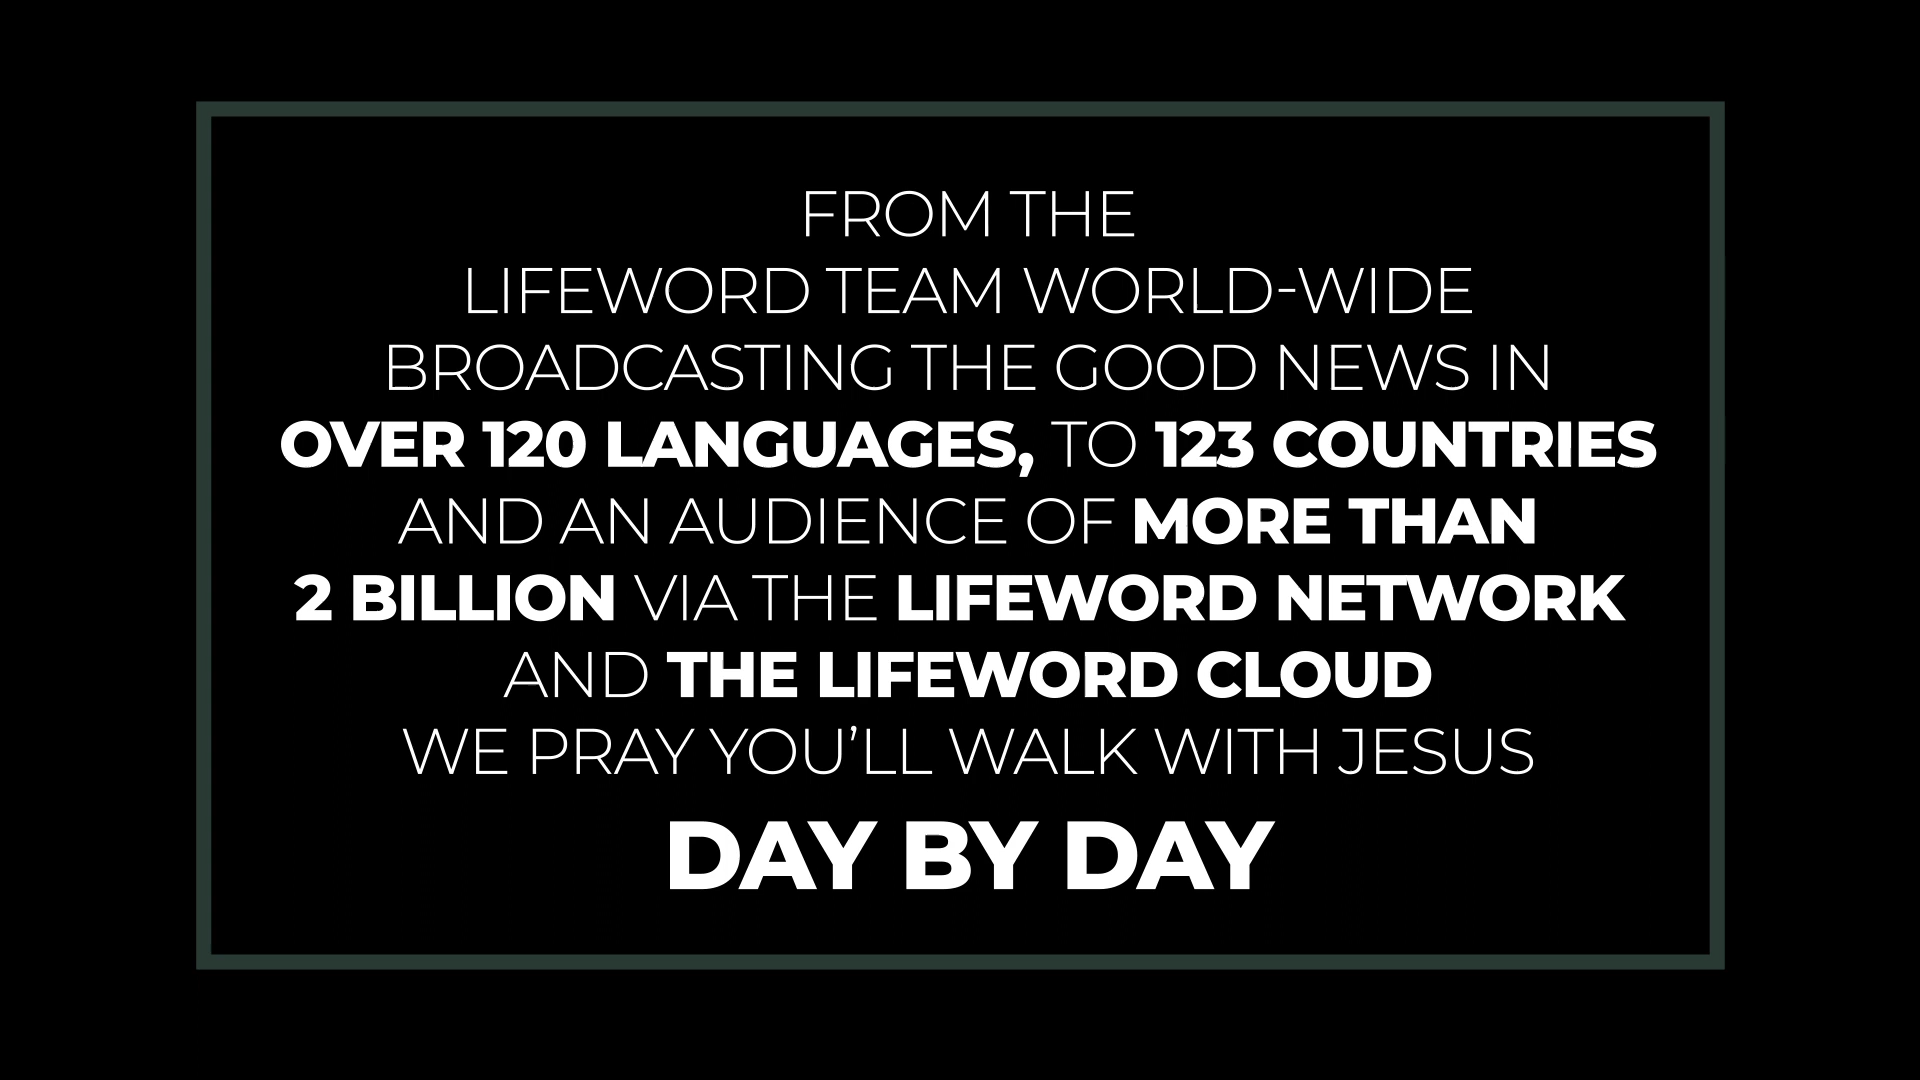 FROM THE
LIFEWORD TEAM WORLD-WIDE
BROADCASTING THE GOOD NEWS IN
OVER 120 LANGUAGES, TO 123 COUNTRIES
AND AN AUDIENCE OF MORE THAN
2 BILLION VIA THE LIFEWORD NETWORK
AND THE LIFEWORD CLOUD
WE PRAY YOU’LL WALK WITH JESUS
DAY BY DAY